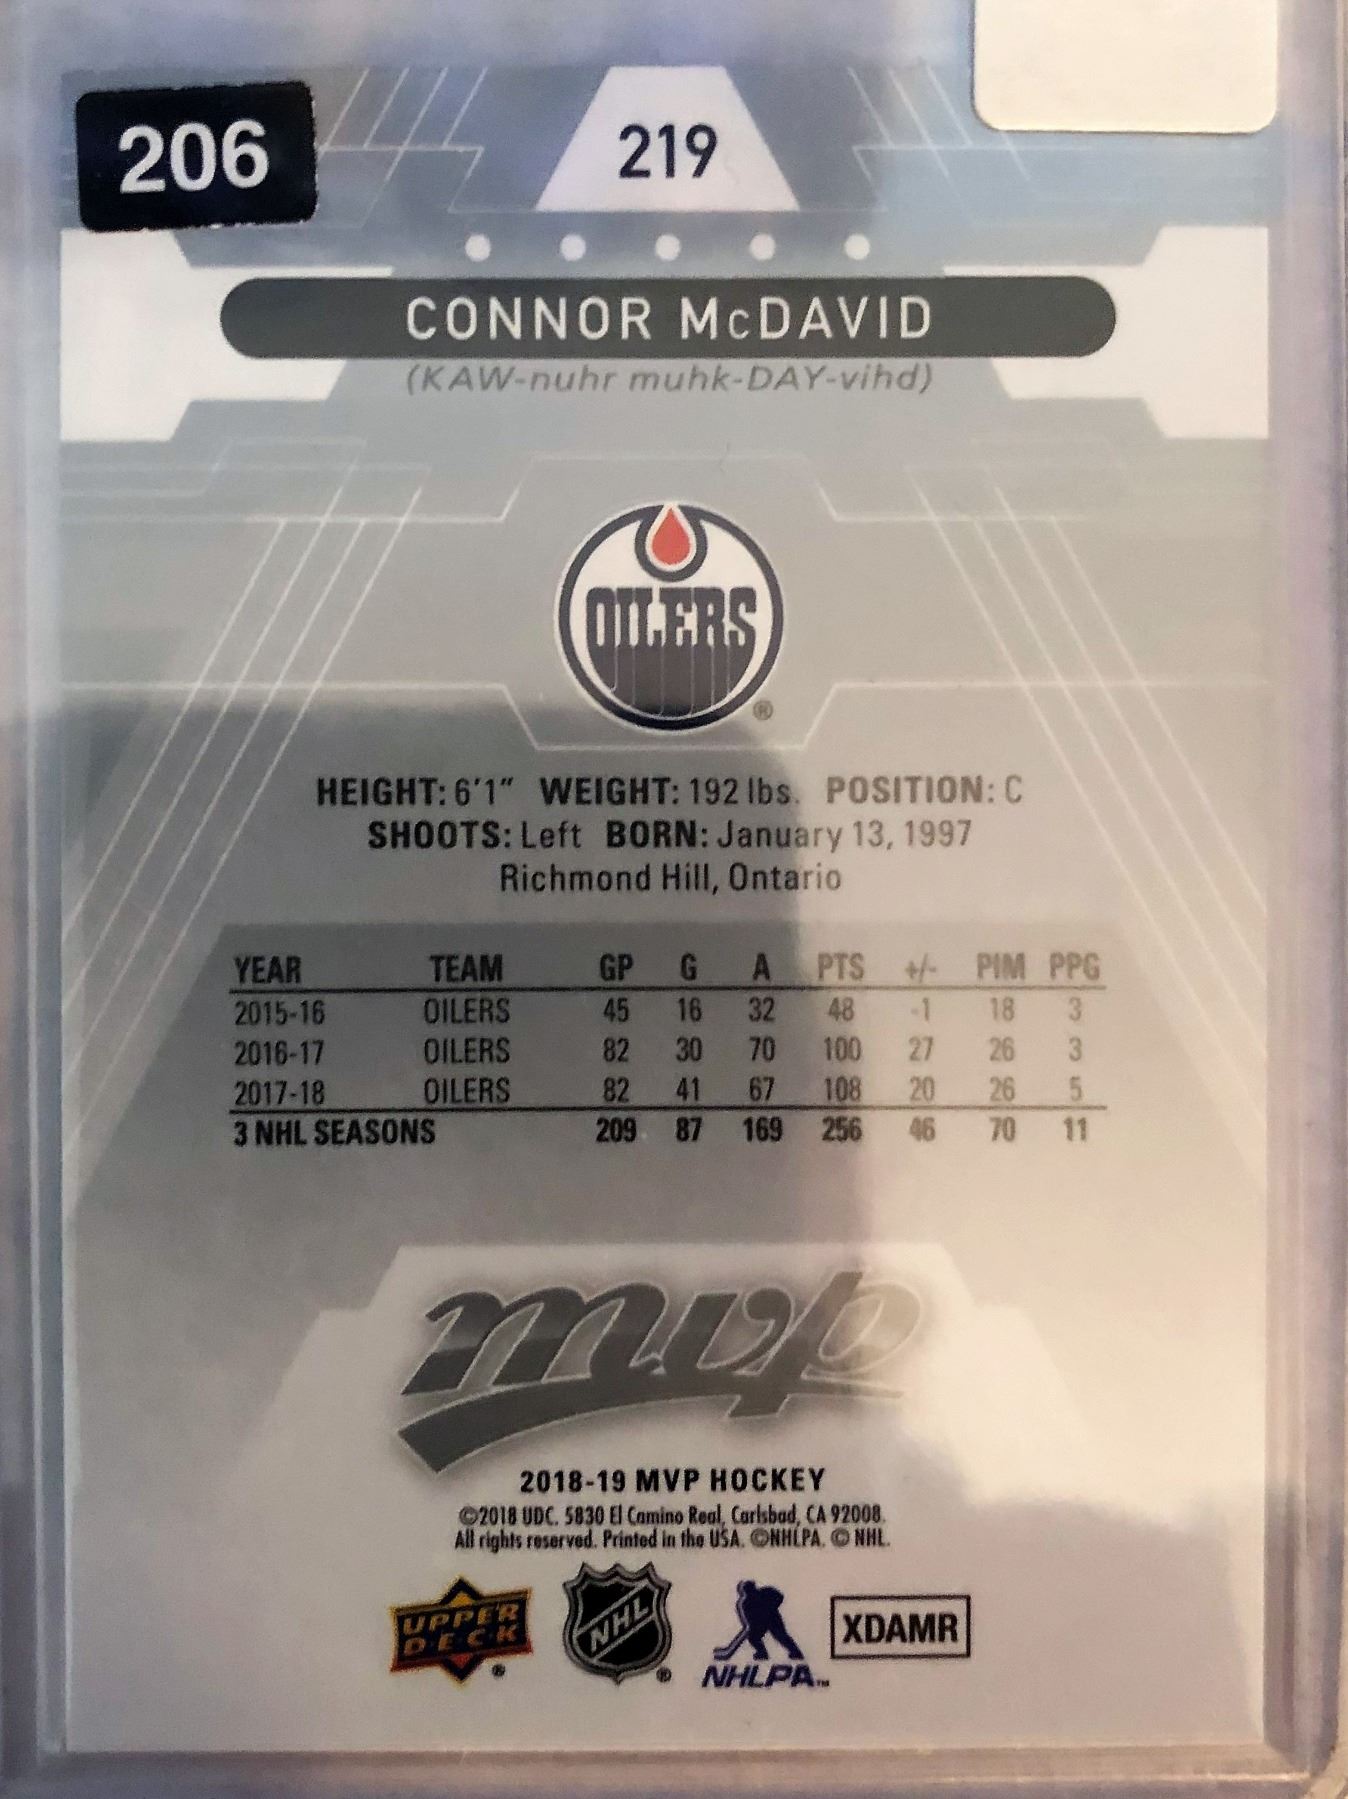 206
219
CONNOR McDAVID
(KAW-nuhr muhk-DAY-vihd)
OILERS
®
HEIGHT: 6'1" WEIGHT: 192 lbs. POSITION: C
SHOOTS: Left BORN: January 13, 1997
Richmond Hill, Ontario
YEAR TEAM GP G A PTS +/- PIM PPG
2015-16 OILERS 45 16 32 48 -1 18 3
2016-17 OILERS 82 30 70 100 27 26 3
2017-18 OILERS 82 41 67 108 20 26 5
3 NHL SEASONS 209 87 169 256 46 70 11
mvp
2018-19 MVP HOCKEY
©2018 UDC. 5830 El Camino Real, Carlsbad, CA 92008.
All rights reserved. Printed in the USA. ©NHLPA. © NHL.
UPPER DECK® NHL® NHLPA™ XDAMR